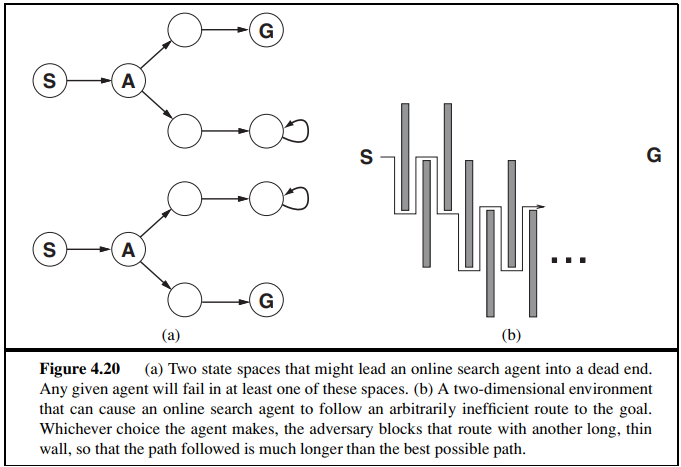 G
S
A
S
G
S
A
G
(a)
(b)
Figure 4.20 (a) Two state spaces that might lead an online search agent into a dead end.
Any given agent will fail in at least one of these spaces. (b) A two-dimensional environment
that can cause an online search agent to follow an arbitrarily inefficient route to the goal.
Whichever choice the agent makes, the adversary blocks that route with another long, thin
wall, so that the path followed is much longer than the best possible path.